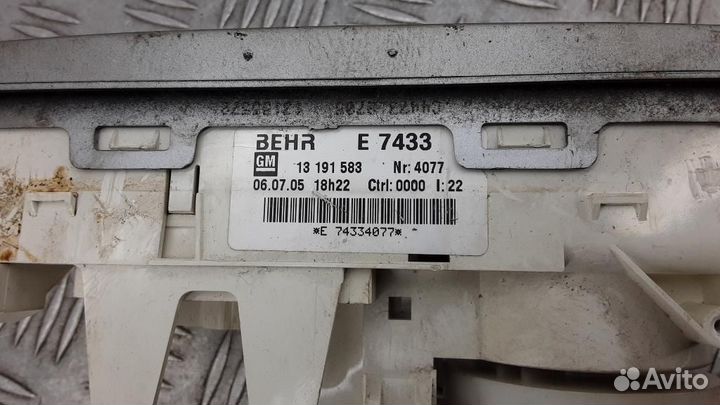 BEHR E 7433
GM 13 191 583 Nr: 4077
06.07.05 18h22 Ctrl: 0000 I: 22
*E 74334077*
Avito